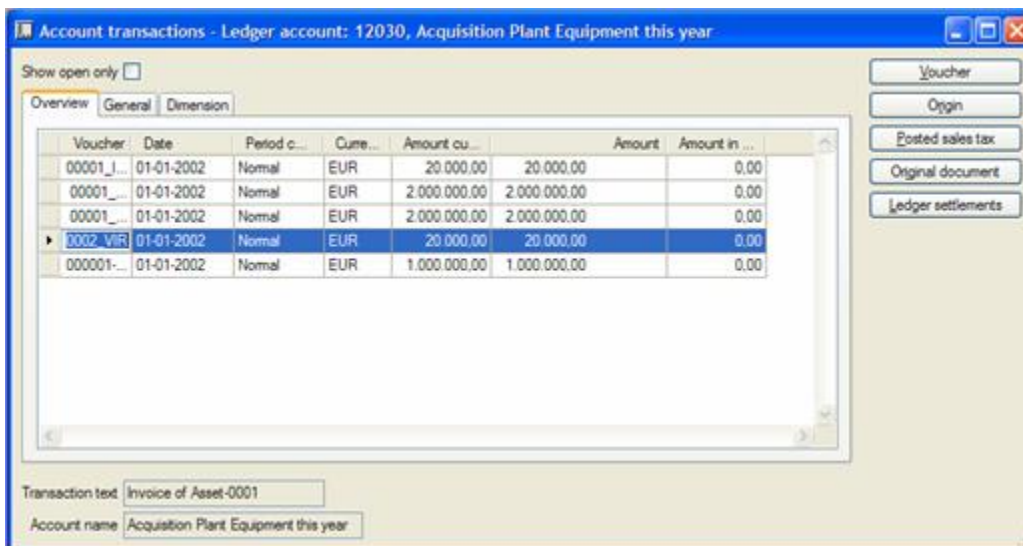 Account transactions - Ledger account: 12030, Acquisition Plant Equipment this year
Show open only
Voucher
Overview General Dimension
Origin
Posted sales tax
Original document
Ledger settlements
Voucher Date Period c... Curre... Amount cu... Amount Amount in ...
00001_I... 01-01-2002 Normal EUR 20.000,00 20.000,00 0,00
00001_... 01-01-2002 Normal EUR 2.000.000,00 2.000.000,00
00001_... 01-01-2002 Normal EUR 2.000.000,00 2.000.000,00
0002_VIR 01-01-2002 Normal EUR 20.000,00 20.000,00 0,00
000001-... 01-01-2002 Normal EUR 1.000.000,00 1.000.000,00 0,00
Transaction text Invoice of Asset-0001
Account name Acquisition Plant Equipment this year